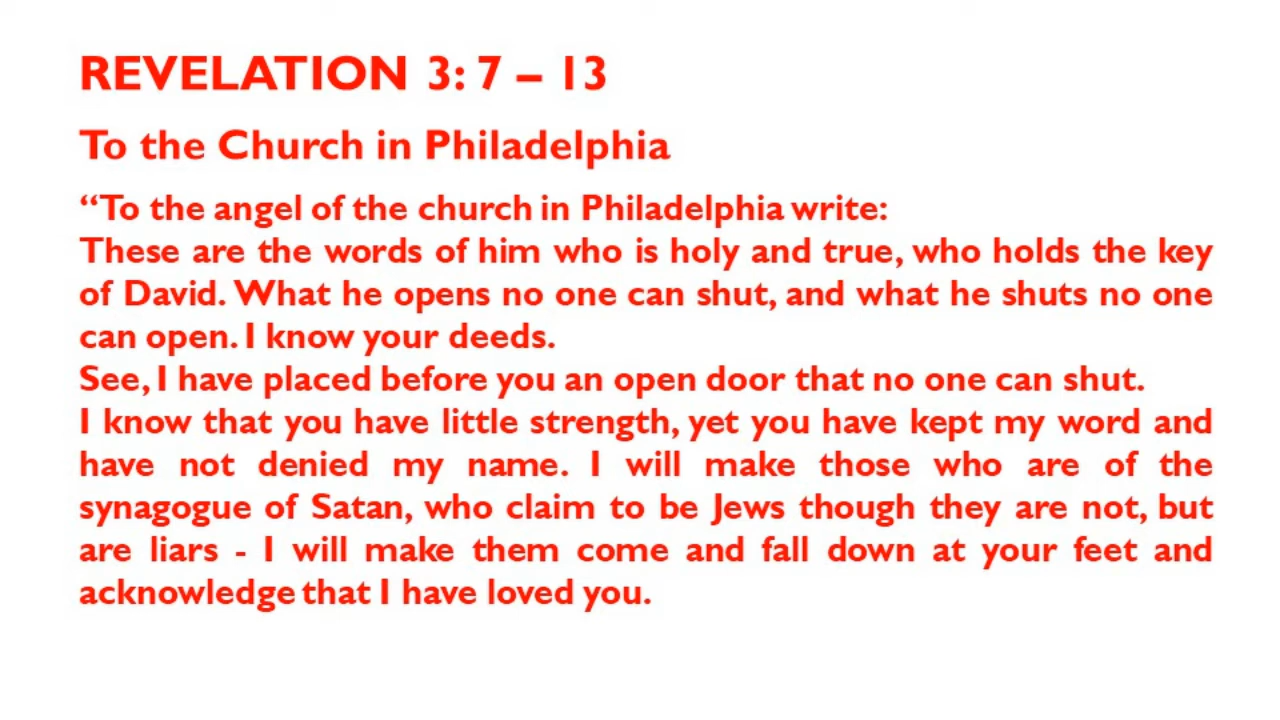 REVELATION 3: 7 – 13
To the Church in Philadelphia
“To the angel of the church in Philadelphia write:
These are the words of him who is holy and true, who holds the key
of David. What he opens no one can shut, and what he shuts no one
can open. I know your deeds.
See, I have placed before you an open door that no one can shut.
I know that you have little strength, yet you have kept my word and
have not denied my name. I will make those who are of the
synagogue of Satan, who claim to be Jews though they are not, but
are liars - I will make them come and fall down at your feet and
acknowledge that I have loved you.